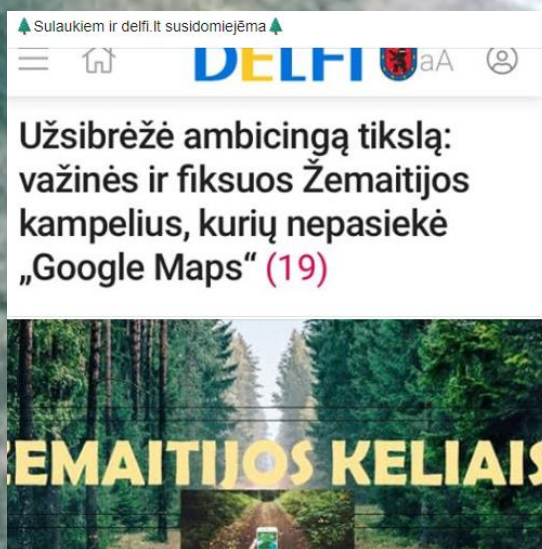 🌲Sulaukiem ir delfi.lt susidomiejēma🌲
DELFI aA
Užsibrėžė ambicingą tikslą:
važinės ir fiksuos Žemaitijos
kampelius, kurių nepasiekė
„Google Maps“ (19)
ŽEMAITIJOS KELIAIS